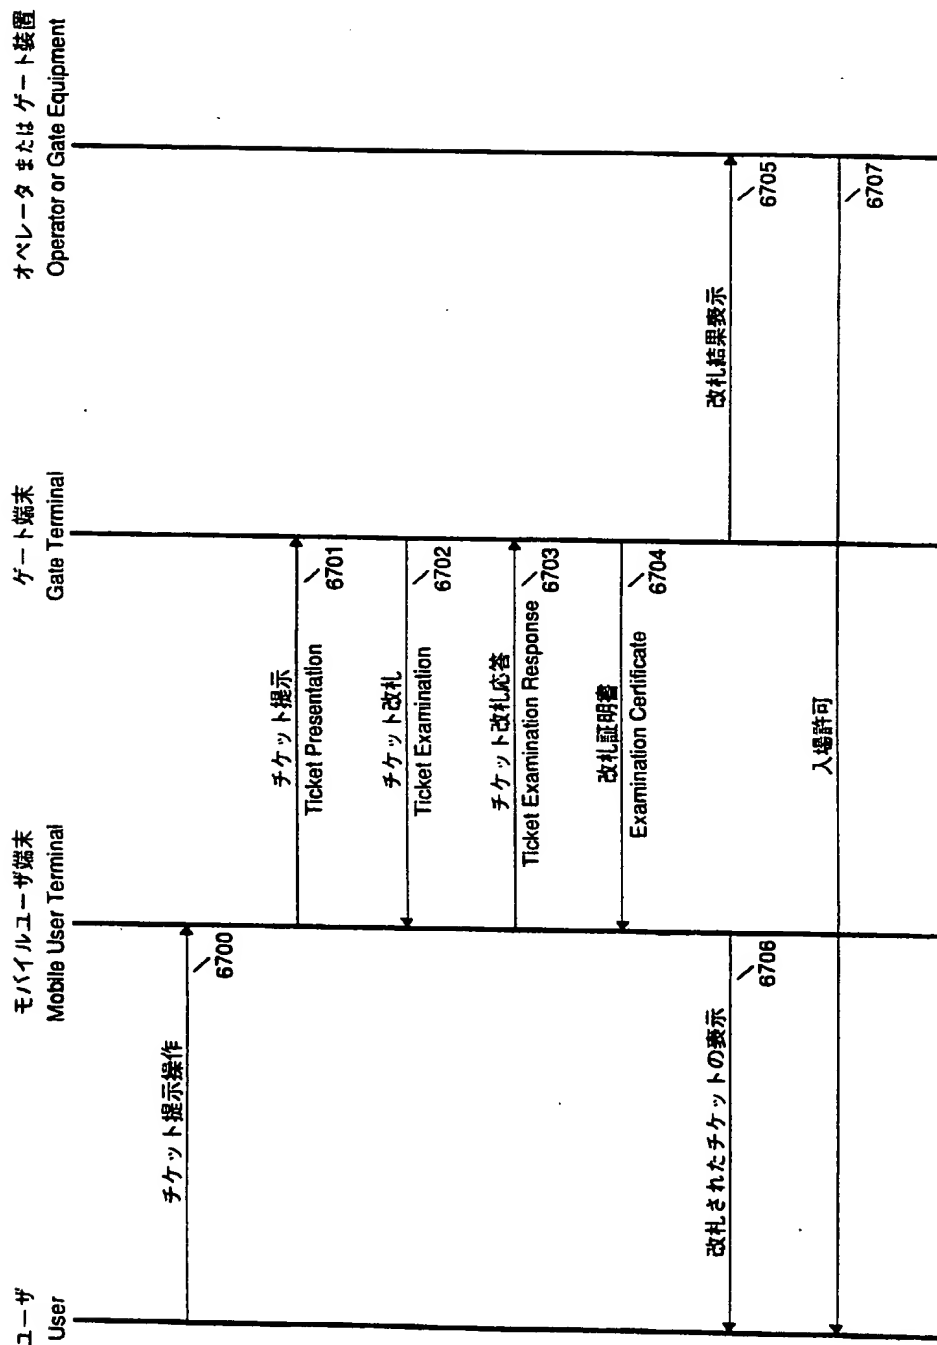 ユーザ
User
モバイルユーザ端末
Mobile User Terminal
ゲート端末
Gate Terminal
オペレータ または ゲート装置
Operator or Gate Equipment
チケット提示操作
6700
チケット提示
Ticket Presentation
6701
チケット改札
Ticket Examination
6702
チケット改札応答
Ticket Examination Response
6703
改札証明書
Examination Certificate
6704
改札されたチケットの表示
6706
改札結果表示
6705
入場許可
6707